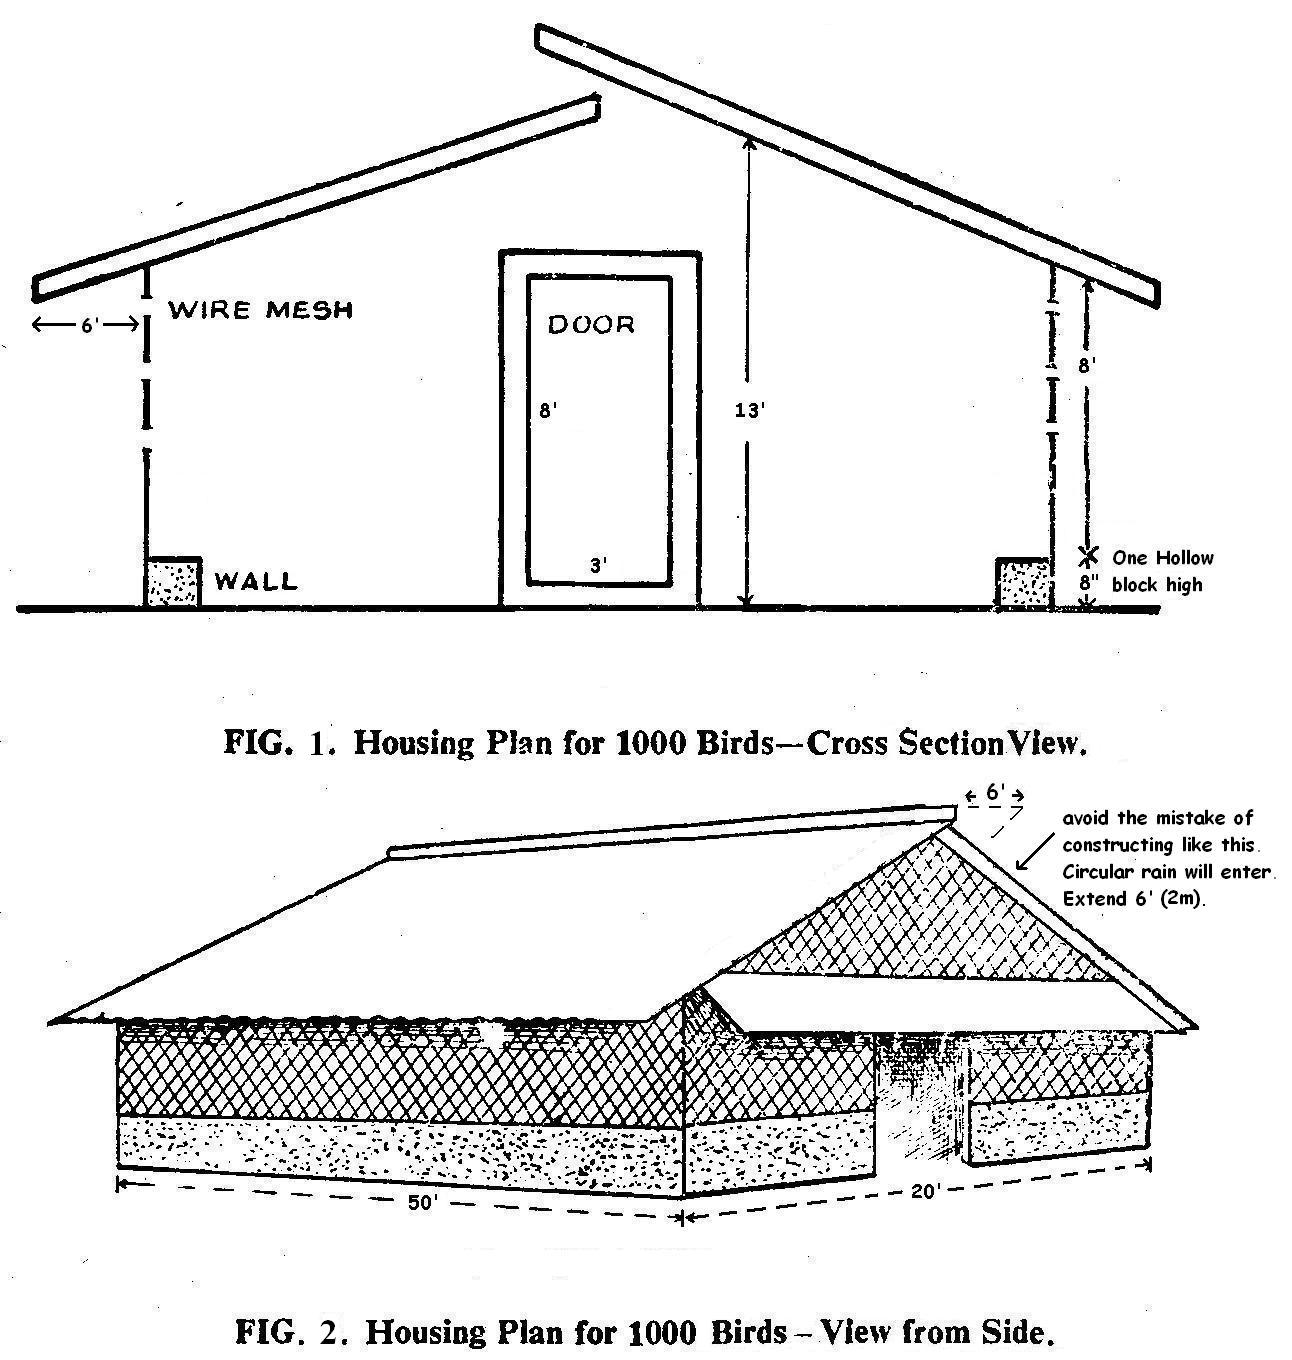 WIRE MESH
6'
DOOR
8'
3'
13'
8'
WALL
8"
One Hollow
block high
FIG. 1. Housing Plan for 1000 Birds—Cross Section View.
6'
avoid the mistake of
constructing like this.
Circular rain will enter.
Extend 6' (2m).
50'
20'
FIG. 2. Housing Plan for 1000 Birds – View from Side.